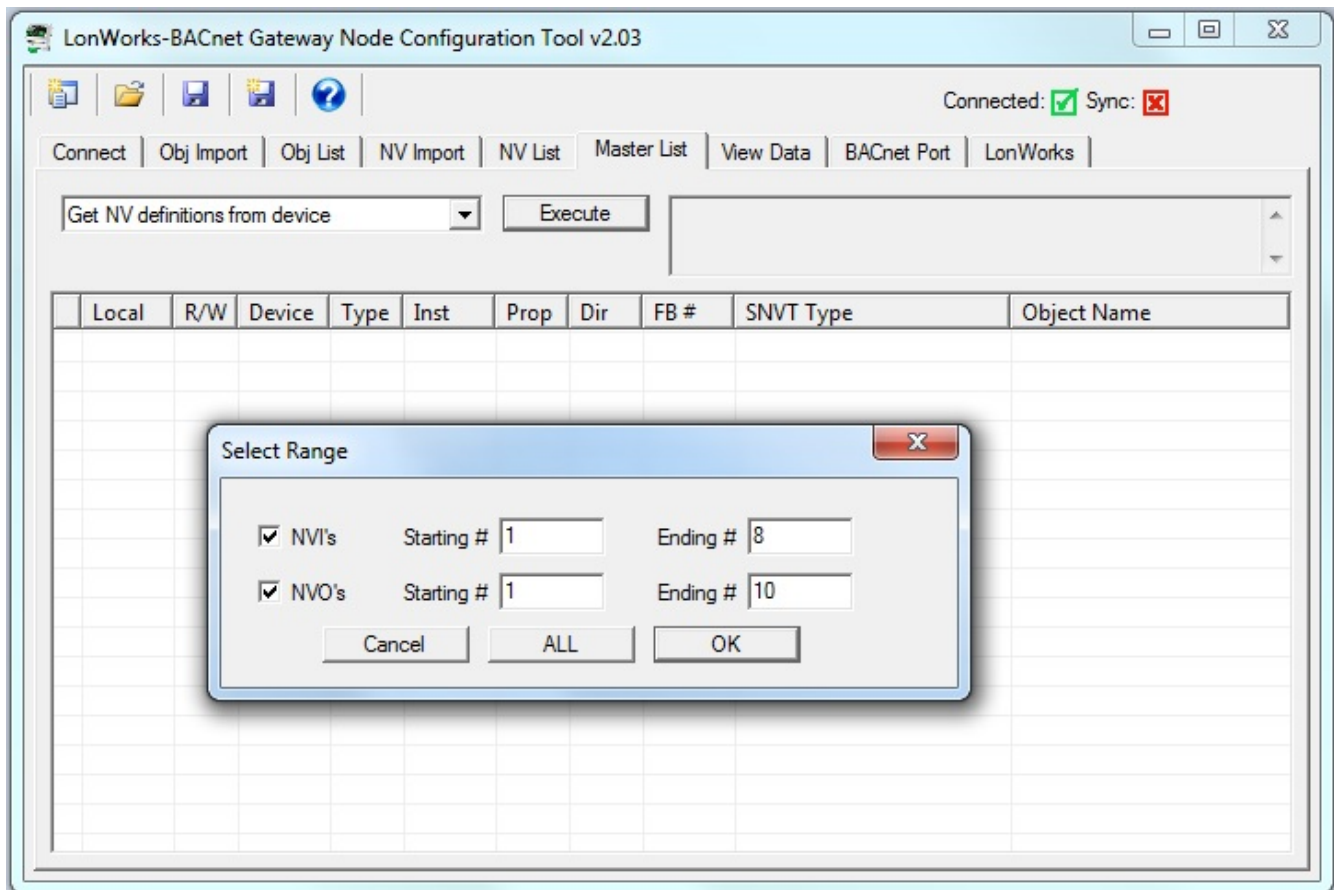 LonWorks-BACnet Gateway Node Configuration Tool v2.03
Connected: Sync:
Connect Obj Import Obj List NV Import NV List Master List View Data BACnet Port LonWorks
Get NV definitions from device Execute
Local R/W Device Type Inst Prop Dir FB # SNVT Type Object Name
Select Range
NVI's Starting # 1 Ending # 8
NVO's Starting # 1 Ending # 10
Cancel ALL OK